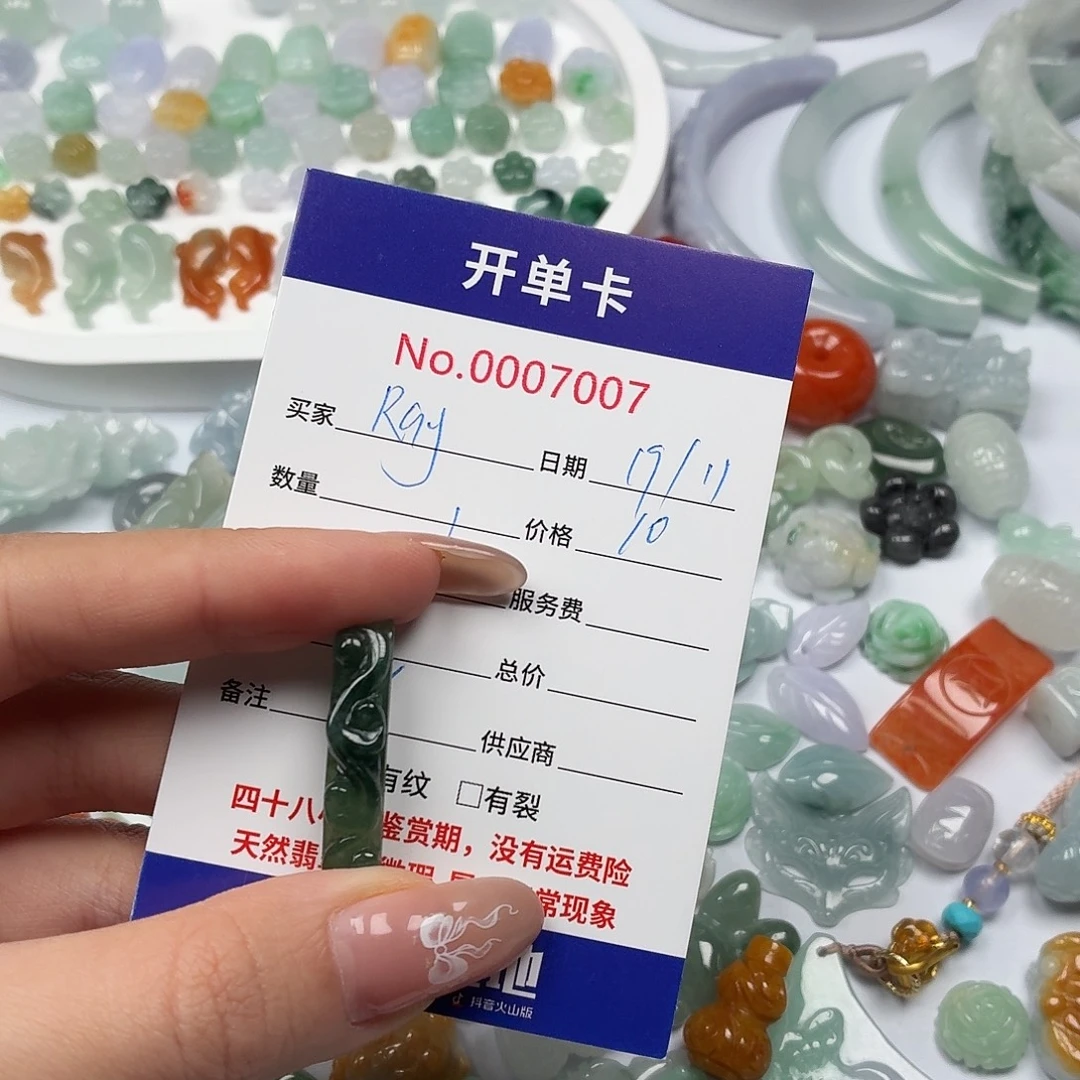 开单卡
No.0007007
买家 Ray 日期 19/11
数量 1 价格 10
服务费
总价
备注
供应商
有纹 □有裂
四十八 鉴赏期，没有运费险
天然翡 常现象
抖音火山版